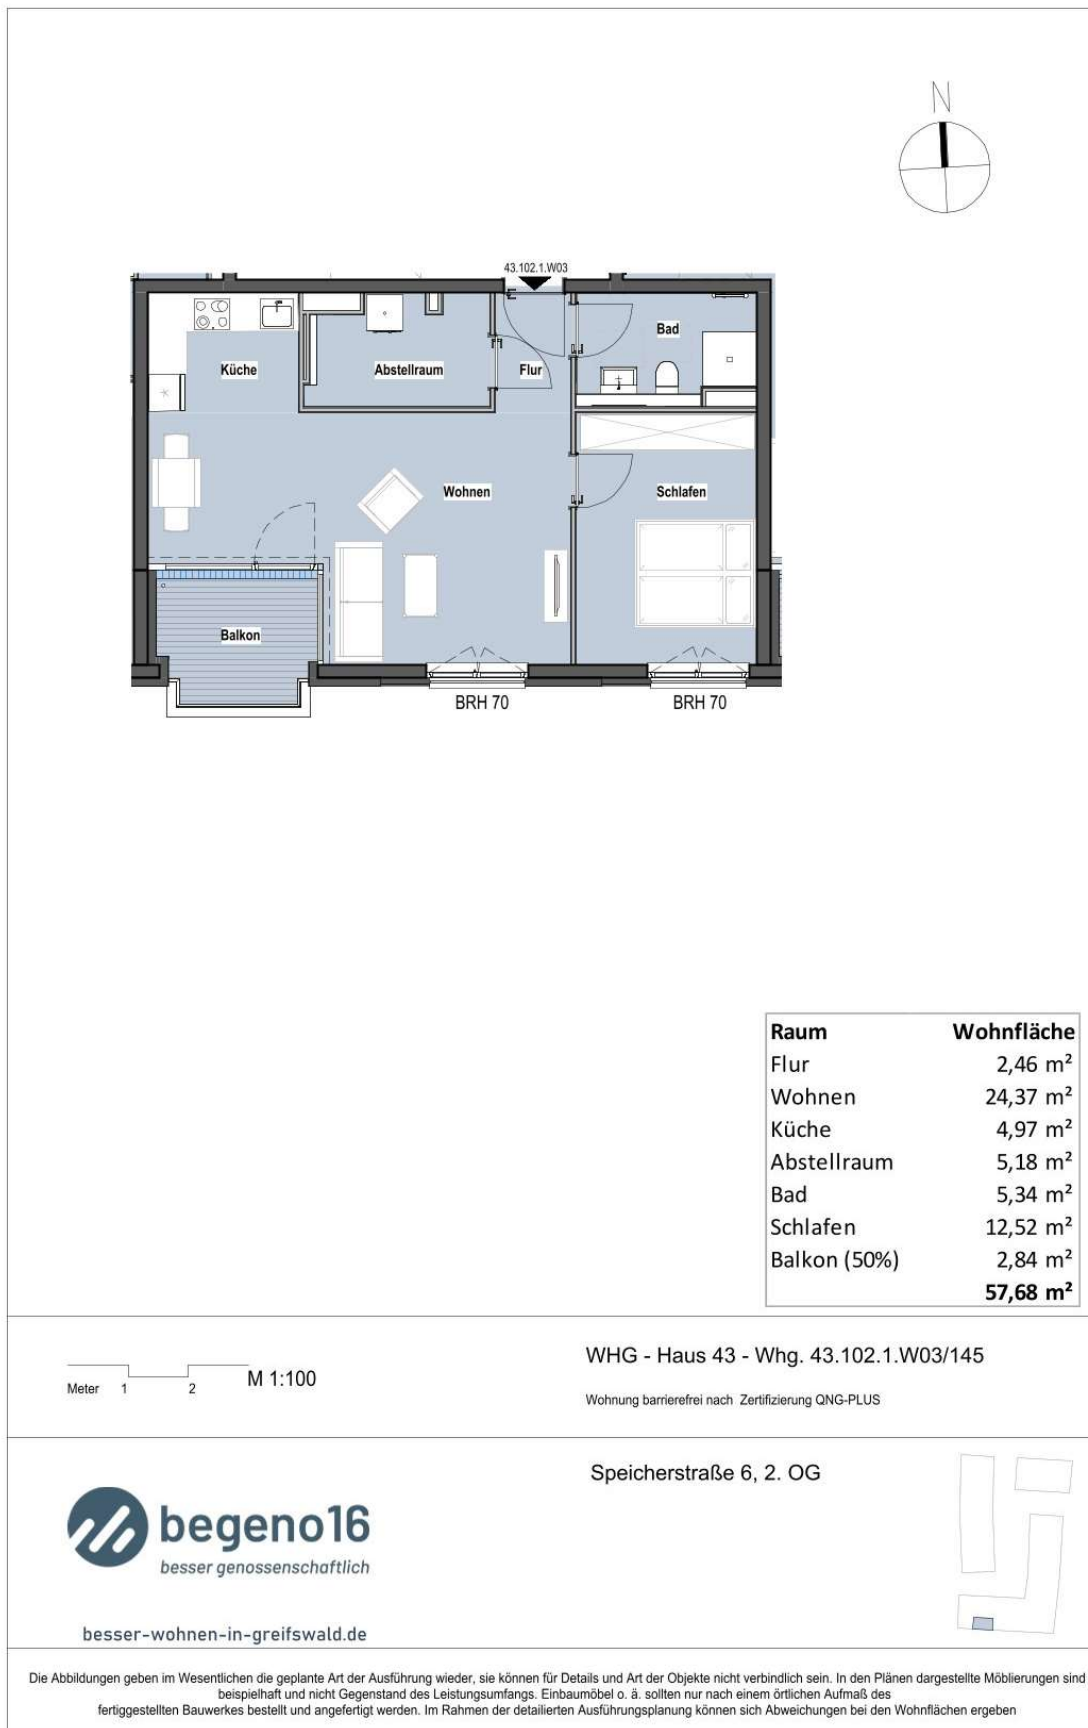 N
43.102.1.W03
Bad
Küche
Abstellraum
Flur
Wohnen
Schlafen
Balkon
BRH 70
BRH 70
Raum Wohnfläche
Flur 2,46 m²
Wohnen 24,37 m²
Küche 4,97 m²
Abstellraum 5,18 m²
Bad 5,34 m²
Schlafen 12,52 m²
Balkon (50%) 2,84 m²
57,68 m²
Meter 1 2 M 1:100
WHG - Haus 43 - Whg. 43.102.1.W03/145
Wohnung barrierefrei nach Zertifizierung QNG-PLUS
Speicherstraße 6, 2. OG
begeno16
besser genossenschaftlich
besser-wohnen-in-greifswald.de
Die Abbildungen geben im Wesentlichen die geplante Art der Ausführung wieder, sie können für Details und Art der Objekte nicht verbindlich sein. In den Plänen dargestellte Möblierungen sind
beispielhaft und nicht Gegenstand des Leistungsumfangs. Einbaumöbel o. ä. sollten nur nach einem örtlichen Aufmaß des
fertiggestellten Bauwerkes bestellt und angefertigt werden. Im Rahmen der detailierten Ausführungsplanung können sich Abweichungen bei den Wohnflächen ergeben